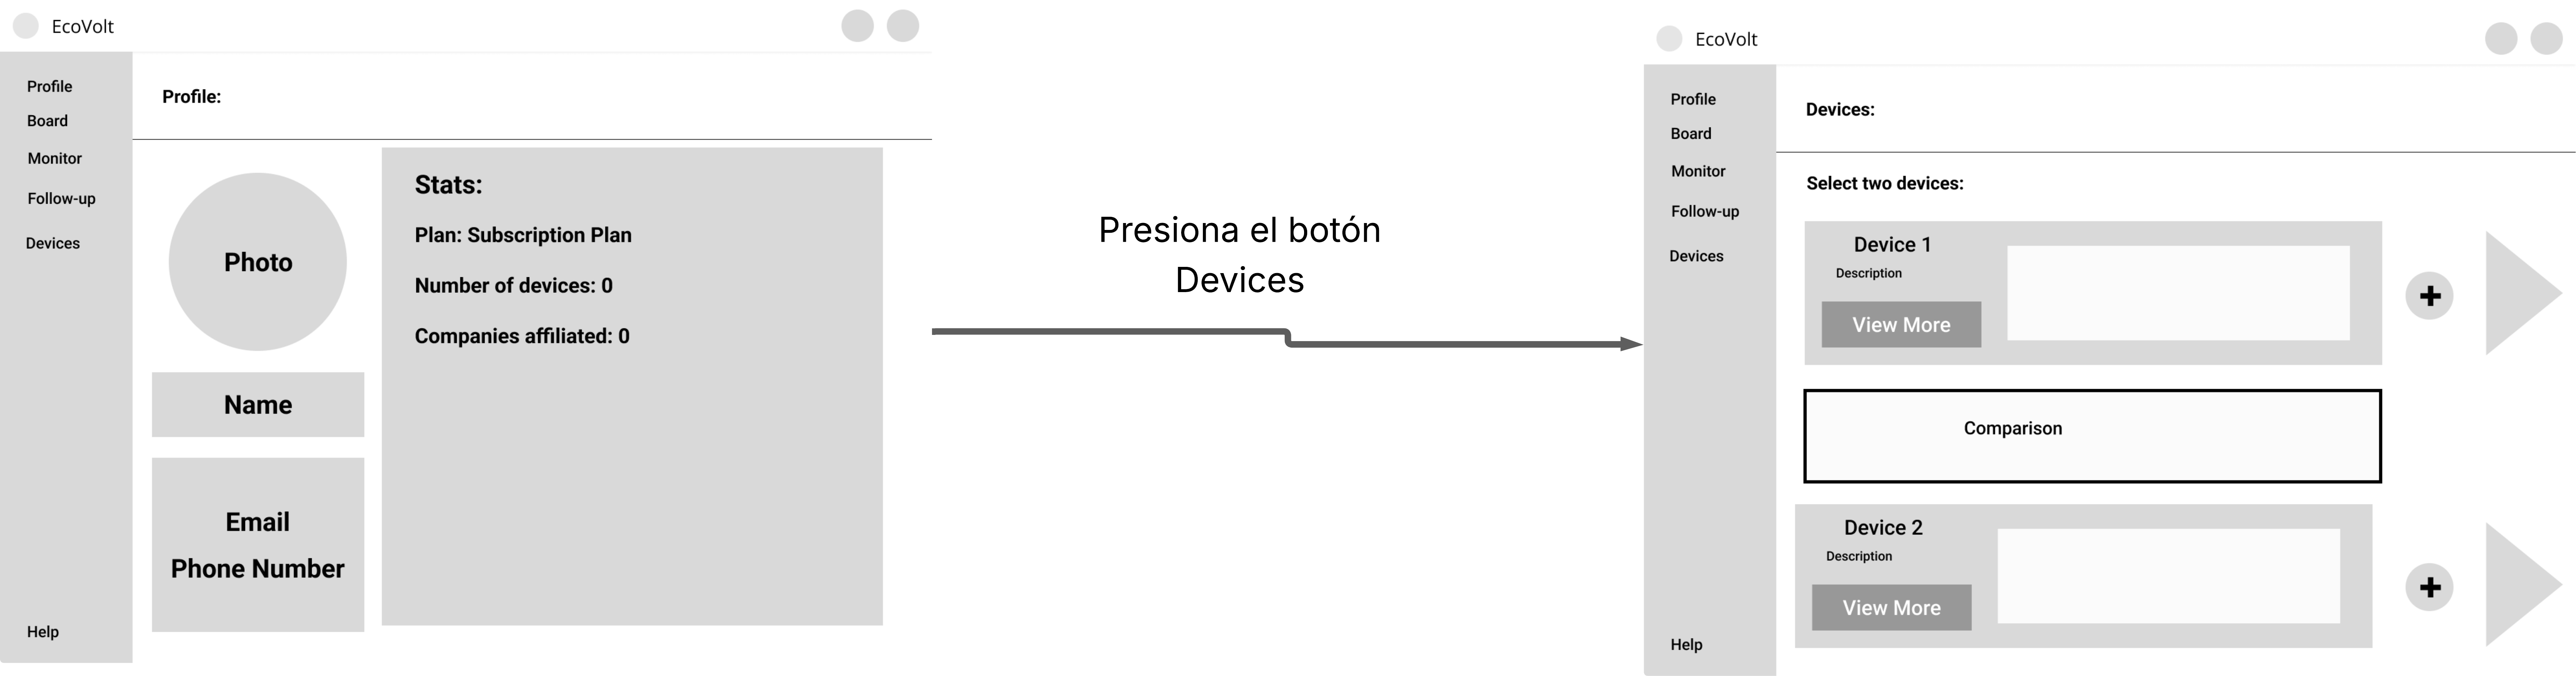 EcoVolt
Profile
Board
Monitor
Follow-up
Devices
Help
Profile:
Photo
Name
Email
Phone Number
Stats:
Plan: Subscription Plan
Number of devices: 0
Companies affiliated: 0
Presiona el botón
Devices
EcoVolt
Profile
Board
Monitor
Follow-up
Devices
Help
Devices:
Select two devices:
Device 1
Description
View More
Comparison
Device 2
Description
View More